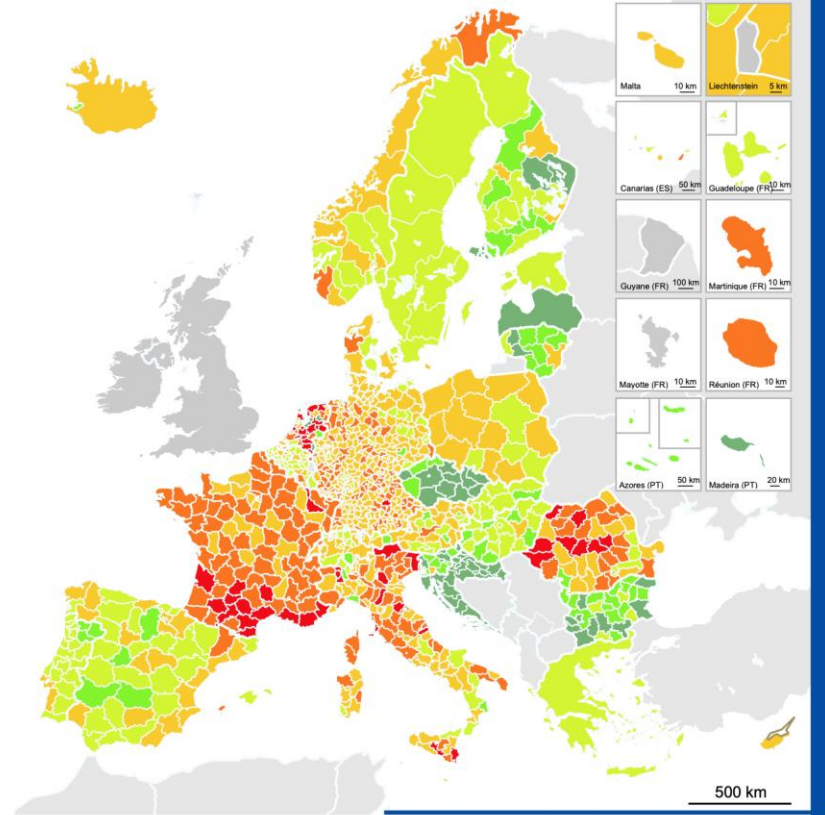 Malta 10 km
Liechtenstein 5 km
Canarias (ES) 50 km
Guadeloupe (FR) 10 km
Guyane (FR) 100 km
Martinique (FR) 10 km
Mayotte (FR) 10 km
Réunion (FR) 10 km
Azores (PT) 50 km
Madeira (PT) 20 km
500 km